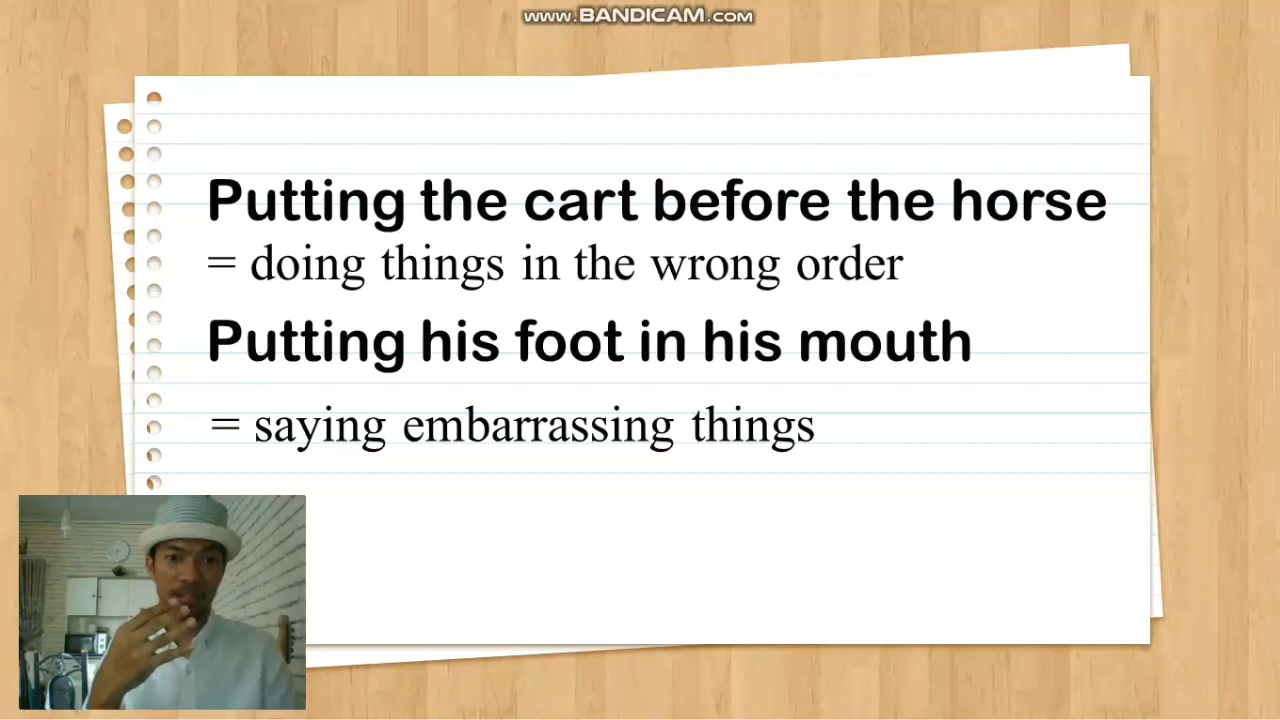 www.BANDICAM.com
Putting the cart before the horse
= doing things in the wrong order
Putting his foot in his mouth
= saying embarrassing things